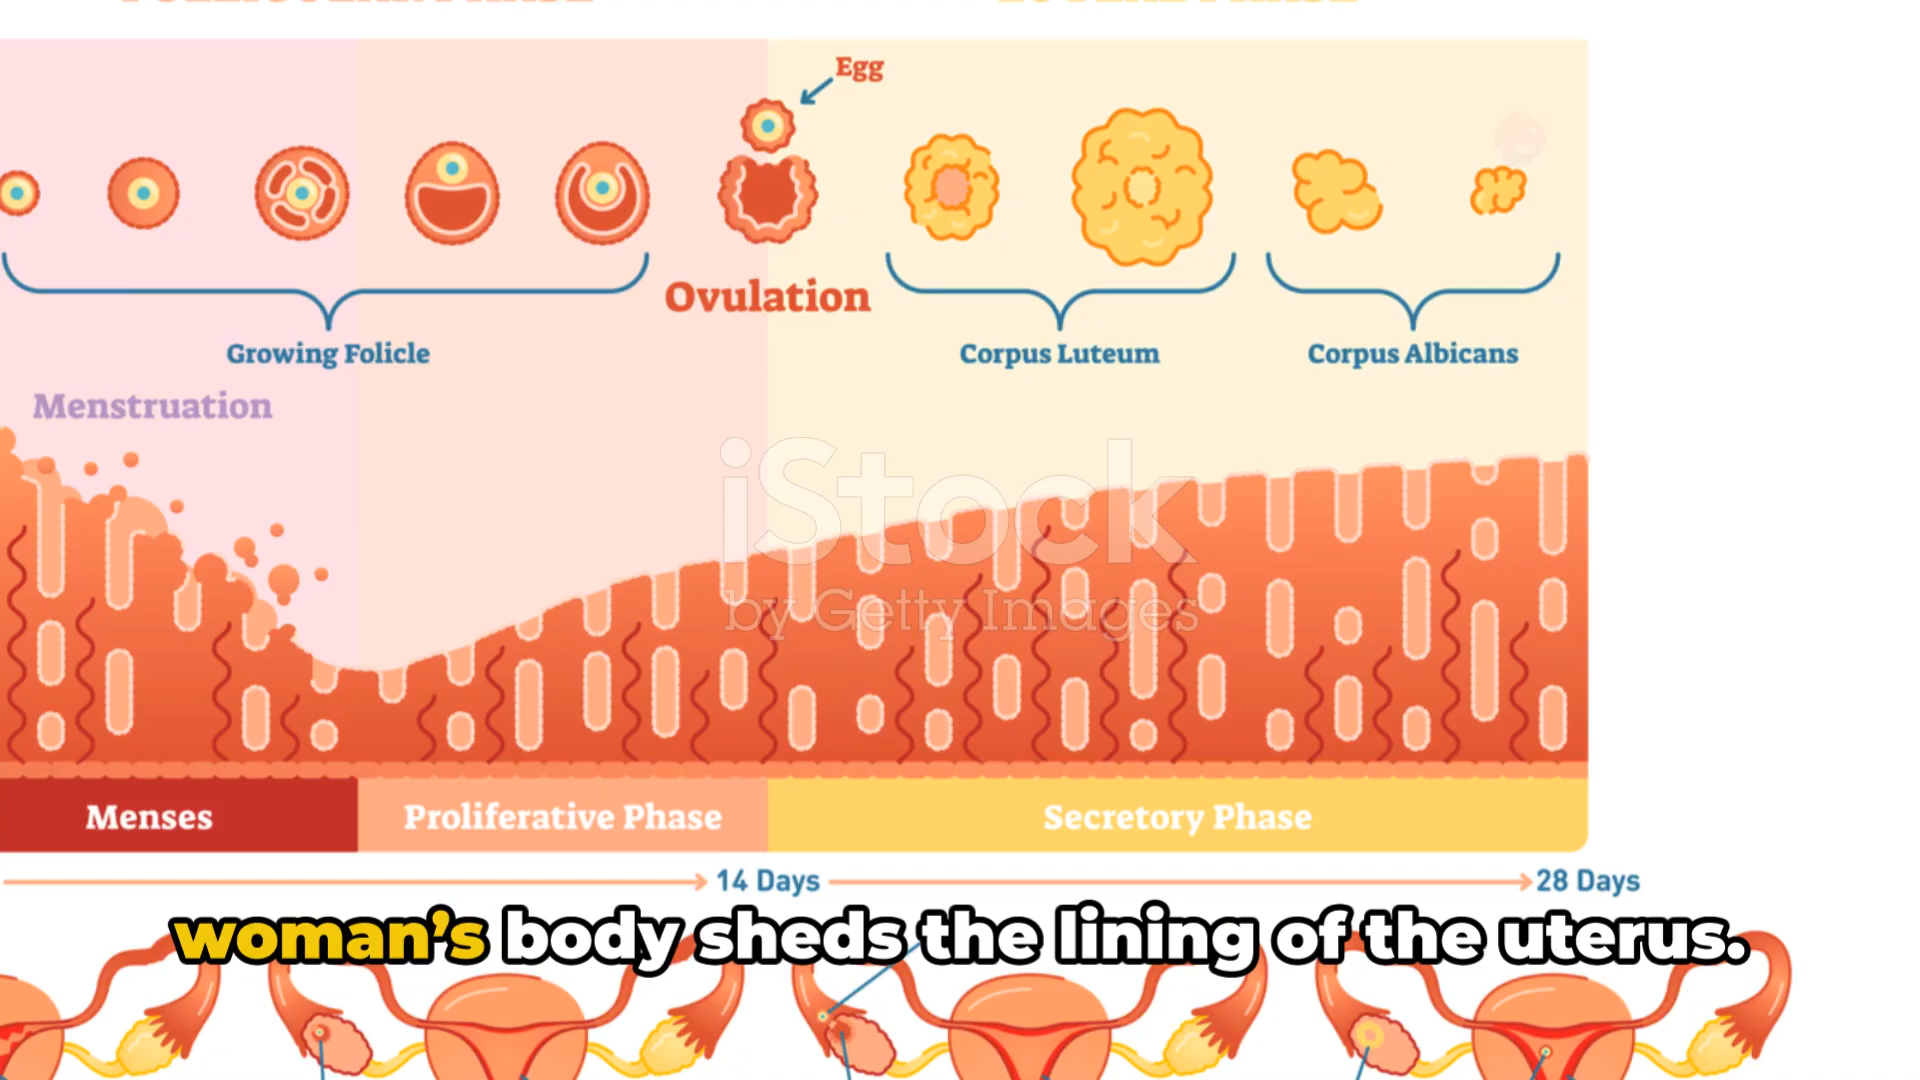 Egg
Ovulation
Growing Folicle
Corpus Luteum
Corpus Albicans
Menstruation
iStock
by Getty Images
Menses
Proliferative Phase
Secretory Phase
14 Days
28 Days
woman's body sheds the lining of the uterus.